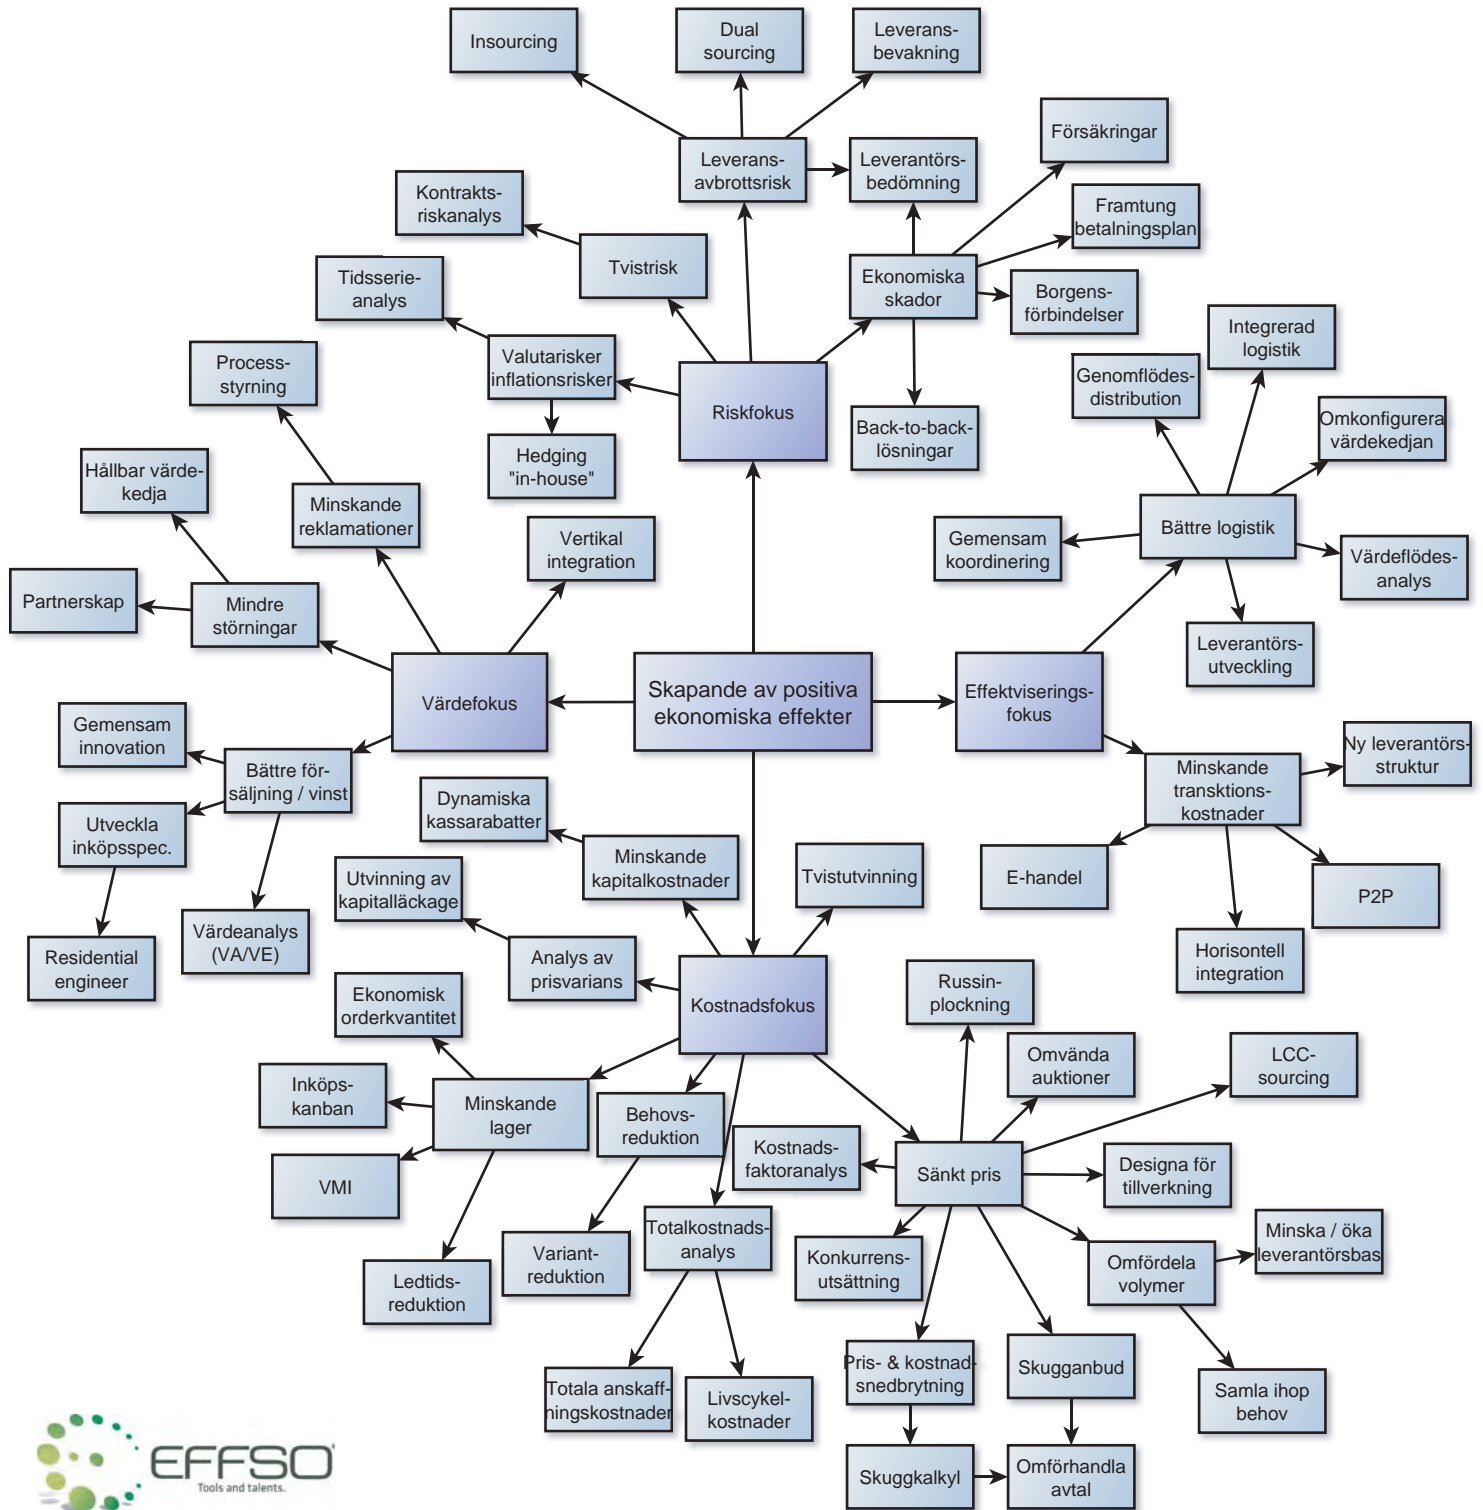 Insourcing
Dual
sourcing
Leverans-
bevakning
Försäkringar
Leverans-
avbrottsrisk
Leverantörs-
bedömning
Kontrakts-
riskanalys
Framtung
betalningsplan
Tvistrisk
Tidsserie-
analys
Ekonomiska
skador
Borgens-
förbindelser
Integrerad
logistik
Process-
styrning
Valutarisker
inflationsrisker
Riskfokus
Genomflödes-
distribution
Omkonfigurera
värdekedjan
Back-to-back-
lösningar
Hedging
"in-house"
Hållbar värde-
kedja
Minskande
reklamationer
Vertikal
integration
Gemensam
koordinering
Bättre logistik
Värdeflödes-
analys
Partnerskap
Mindre
störningar
Leverantörs-
utveckling
Värdefokus
Skapande av positiva
ekonomiska effekter
Effektviserings-
fokus
Gemensam
innovation
Bättre för-
säljning / vinst
Ny leverantörs-
struktur
Minskande
transktions-
kostnader
Utveckla
inköpsspec.
Dynamiska
kassarabatter
Minskande
kapitalkostnader
Tvistutvinning
E-handel
P2P
Utvinning av
kapitalläckage
Värdeanalys
(VA/VE)
Residential
engineer
Analys av
prisvarians
Horisontell
integration
Ekonomisk
orderkvantitet
Kostnadsfokus
Russin-
plockning
Omvända
auktioner
LCC-
sourcing
Inköps-
kanban
Minskande
lager
Behovs-
reduktion
Kostnads-
faktoranalys
Sänkt pris
Designa för
tillverkning
VMI
Totalkostnads-
analys
Variant-
reduktion
Ledtids-
reduktion
Konkurrens-
utsättning
Omfördela
volymer
Minska / öka
leverantörsbas
Pris- & kostnad-
snedbrytning
Skugganbud
Samla ihop
behov
Totala anskaff-
ningskostnader
Livscykel-
kostnader
Skuggkalkyl
Omförhandla
avtal
EFFSO
Tools and talents.